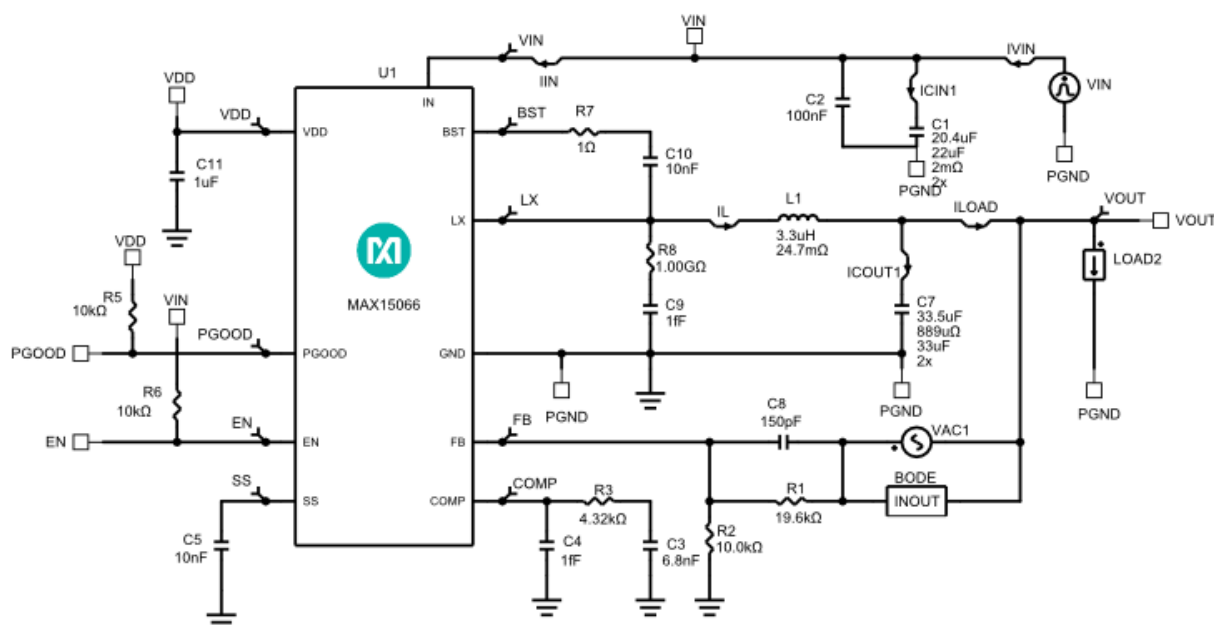 VIN
VIN
IVIN
VDD
U1
IIN
VIN
ICIN1
IN
C2
100nF
VDD
VDD
BST
BST
R7
1Ω
C1
20.4uF
22uF
2mΩ
2x
C10
10nF
C11
1uF
PGND
PGND
LX
LX
IL
L1
ILOAD
VOUT
VOUT
3.3uH
24.7mΩ
VDD
R8
1.00GΩ
LOAD2
ICOUT1
MAX15066
R5
10kΩ
VIN
C9
1fF
C7
33.5uF
889uΩ
33uF
2x
PGOOD
PGOOD
PGOOD
GND
R6
10kΩ
PGND
PGND
PGND
C8
150pF
EN
EN
EN
FB
FB
VAC1
SS
SS
COMP
COMP
R3
4.32kΩ
R1
19.6kΩ
BODE
INOUT
C5
10nF
C4
1fF
C3
6.8nF
R2
10.0kΩ